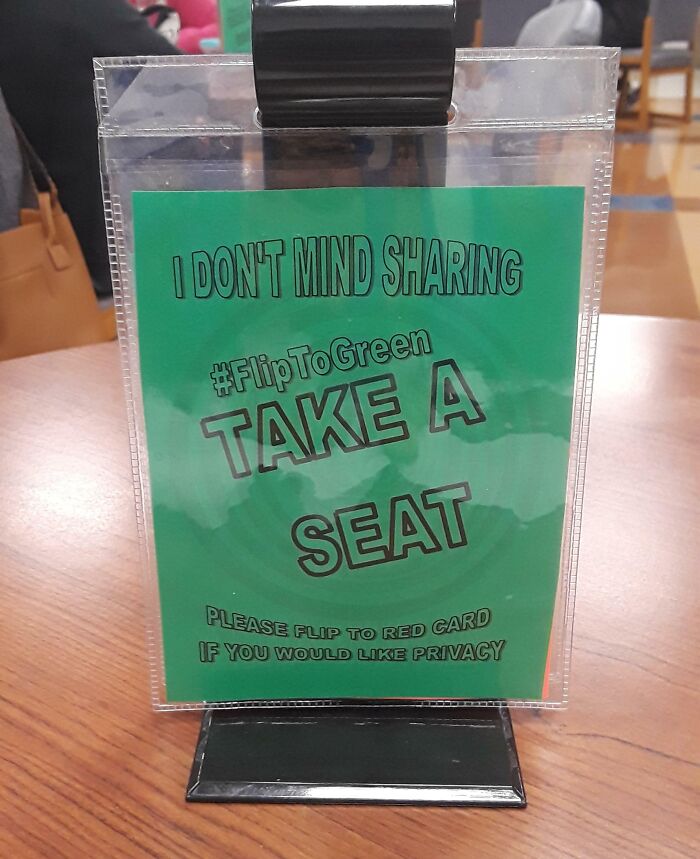 I DON'T MIND SHARING
#FlipToGreen
TAKE A
SEAT
PLEASE FLIP TO RED CARD
IF YOU WOULD LIKE PRIVACY